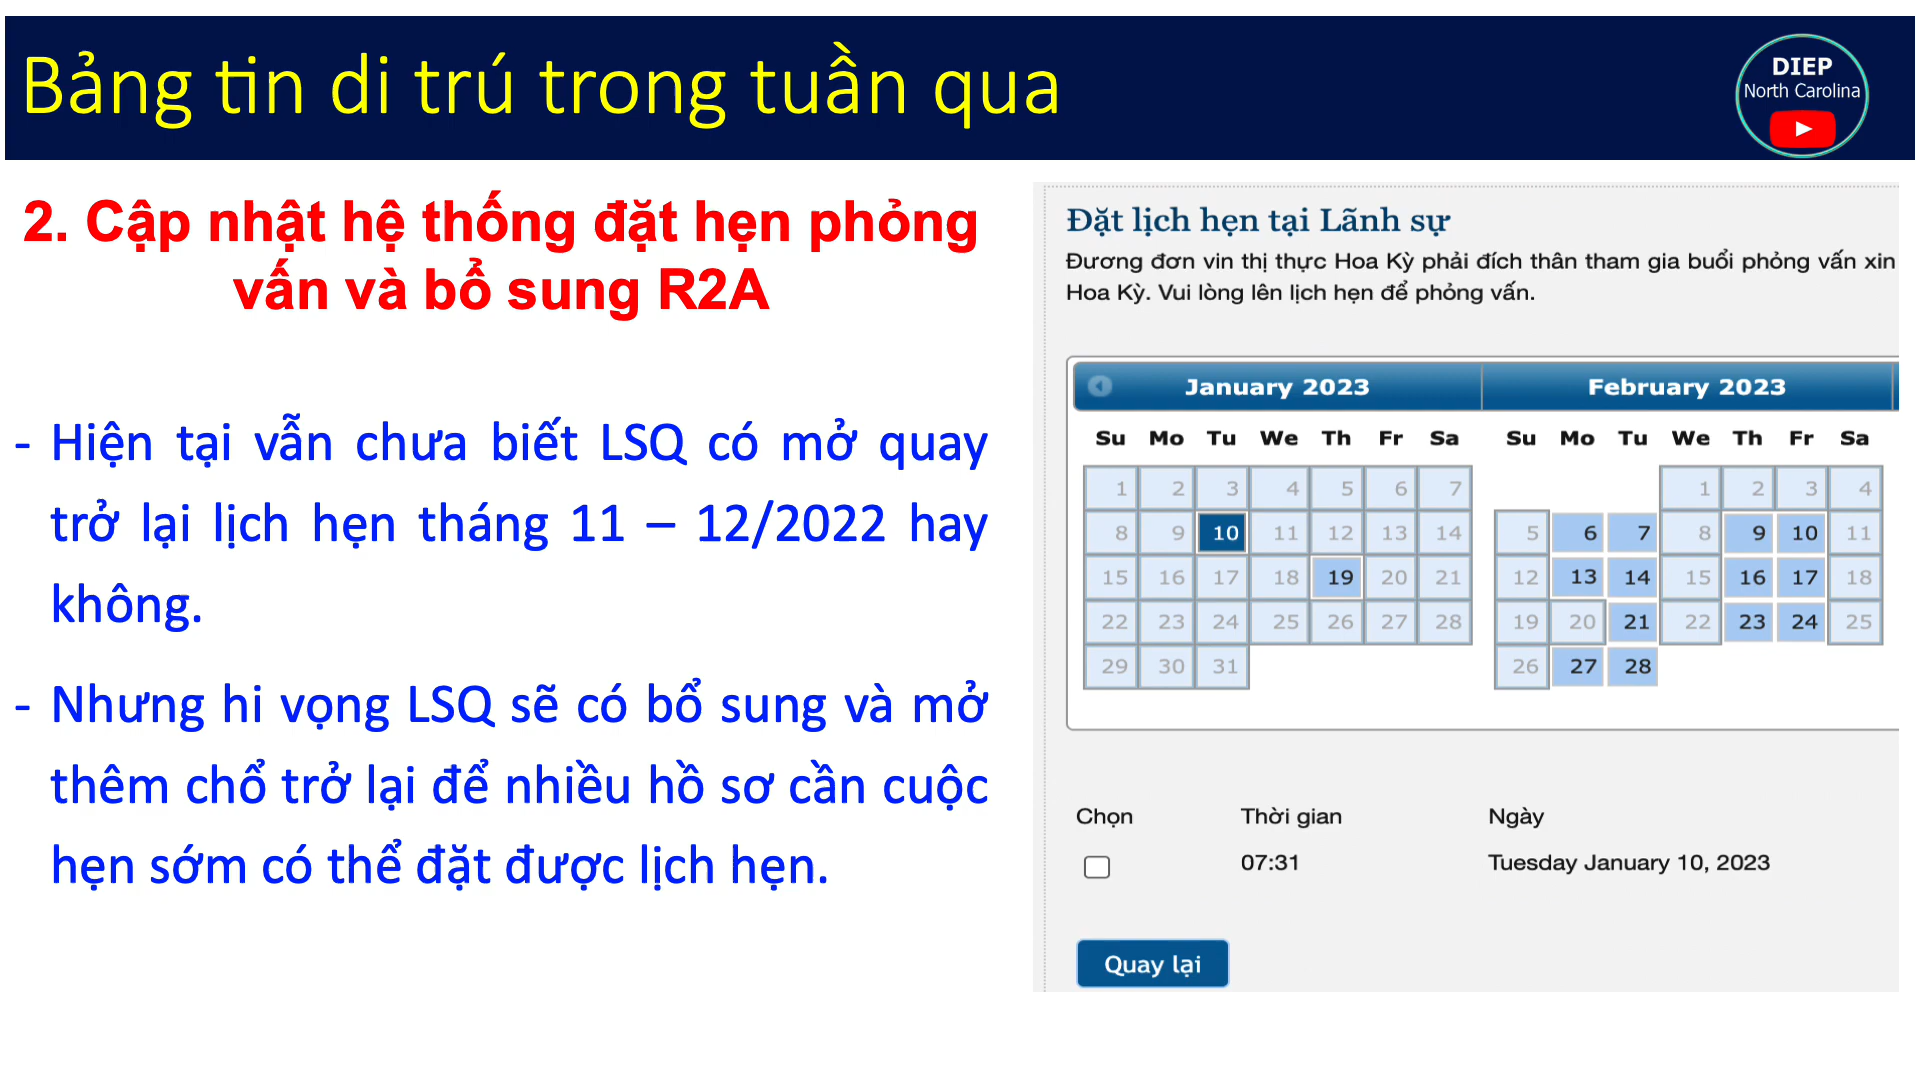 Bảng tin di trú trong tuần qua
DIEP
North Carolina
2. Cập nhật hệ thống đặt hẹn phỏng
vấn và bổ sung R2A
- Hiện tại vẫn chưa biết LSQ có mở quay
trở lại lịch hẹn tháng 11 – 12/2022 hay
không.
- Nhưng hi vọng LSQ sẽ có bổ sung và mở
thêm chổ trở lại để nhiều hồ sơ cần cuộc
hẹn sớm có thể đặt được lịch hẹn.
Đặt lịch hẹn tại Lãnh sự
Đương đơn vin thị thực Hoa Kỳ phải đích thân tham gia buổi phỏng vấn xin
Hoa Kỳ. Vui lòng lên lịch hẹn để phỏng vấn.
January 2023 February 2023
Su Mo Tu We Th Fr Sa Su Mo Tu We Th Fr Sa
1 2 3 4 5 6 7 1 2 3 4
8 9 10 11 12 13 14 5 6 7 8 9 10 11
15 16 17 18 19 20 21 12 13 14 15 16 17 18
22 23 24 25 26 27 28 19 20 21 22 23 24 25
29 30 31 26 27 28
Chọn Thời gian Ngày
07:31 Tuesday January 10, 2023
Quay lại